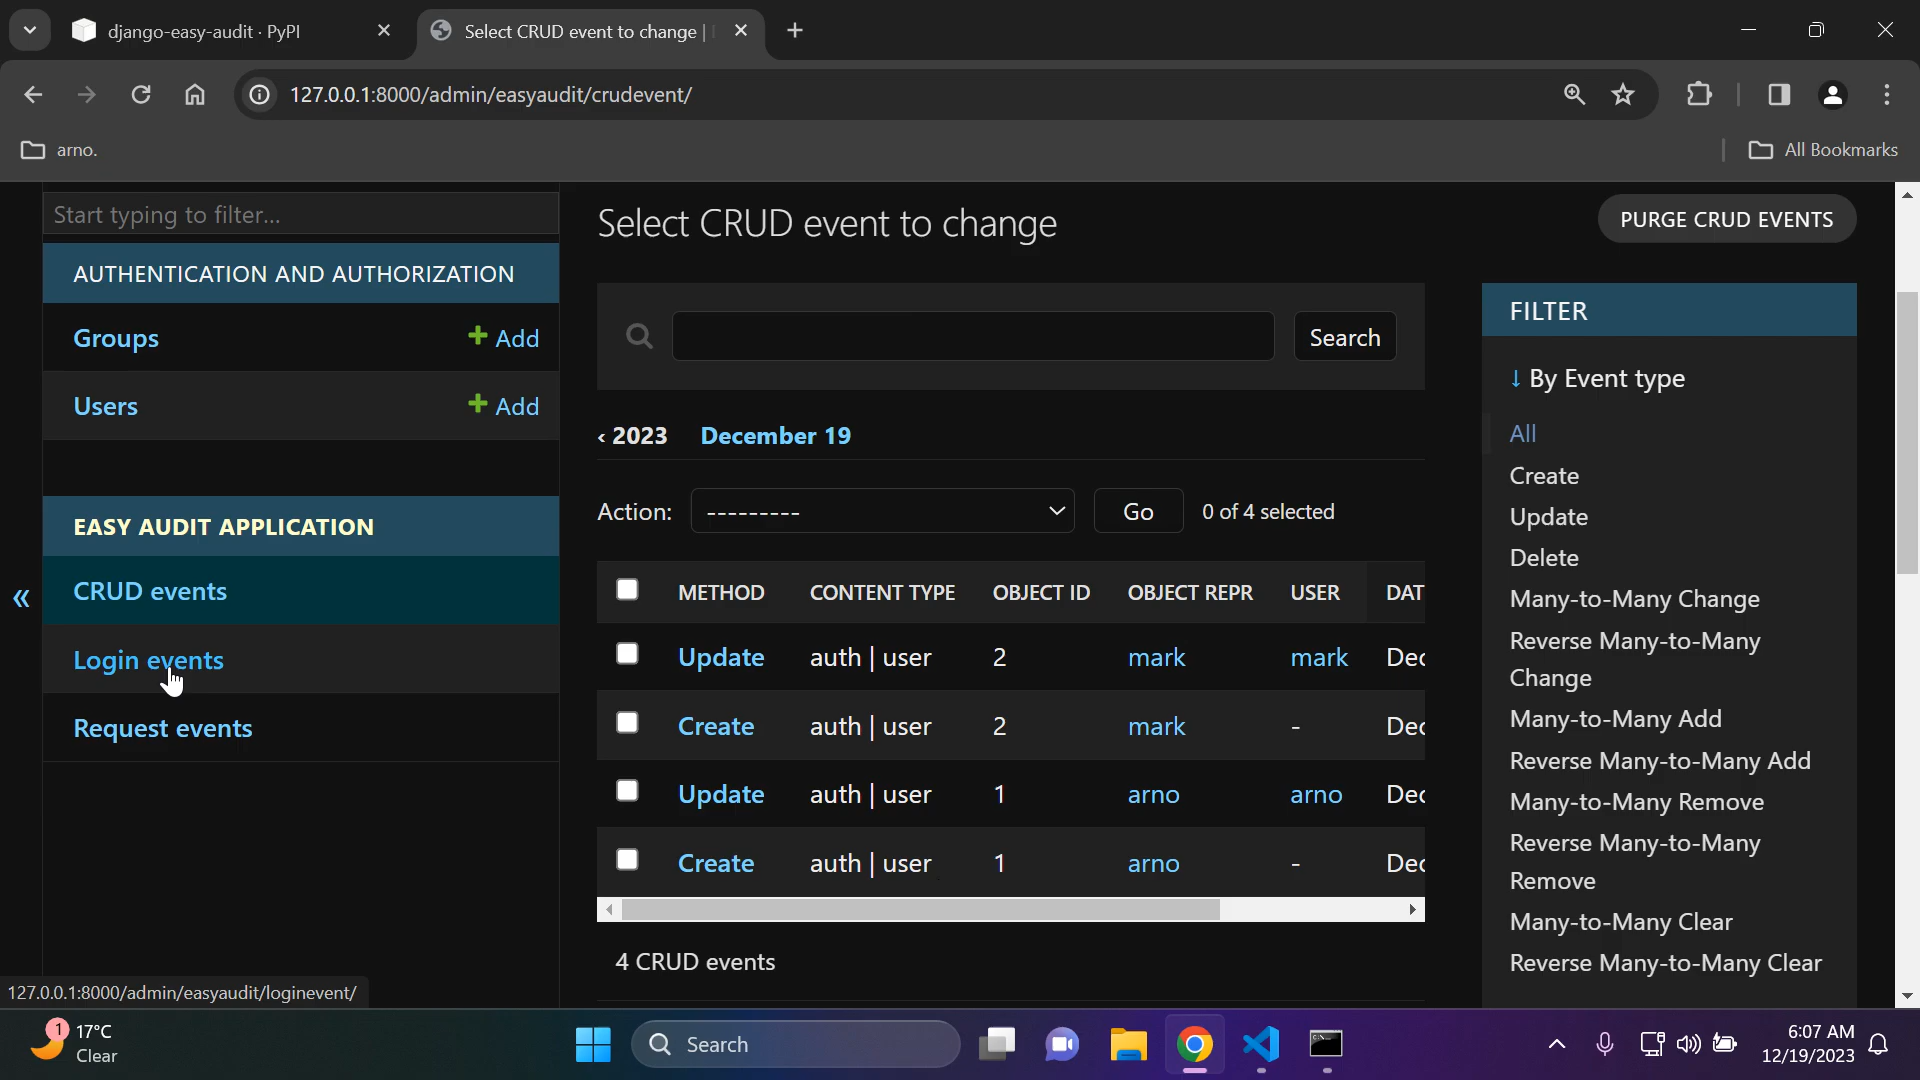 django-easy-audit · PyPI
Select CRUD event to change |
127.0.0.1:8000/admin/easyaudit/crudevent/
arno.
All Bookmarks
Start typing to filter...
AUTHENTICATION AND AUTHORIZATION
Groups + Add
Users + Add
EASY AUDIT APPLICATION
«
CRUD events
Login events
Request events
Select CRUD event to change
PURGE CRUD EVENTS
Search
‹ 2023 December 19
Action: --------- Go 0 of 4 selected
METHOD CONTENT TYPE OBJECT ID OBJECT REPR USER DAT
Update auth | user 2 mark mark Dec
Create auth | user 2 mark - Dec
Update auth | user 1 arno arno Dec
Create auth | user 1 arno - Dec
4 CRUD events
FILTER
↓ By Event type
All
Create
Update
Delete
Many-to-Many Change
Reverse Many-to-Many
Change
Many-to-Many Add
Reverse Many-to-Many Add
Many-to-Many Remove
Reverse Many-to-Many
Remove
Many-to-Many Clear
Reverse Many-to-Many Clear
127.0.0.1:8000/admin/easyaudit/loginevent/
1
17°C
Clear
Search
6:07 AM
12/19/2023